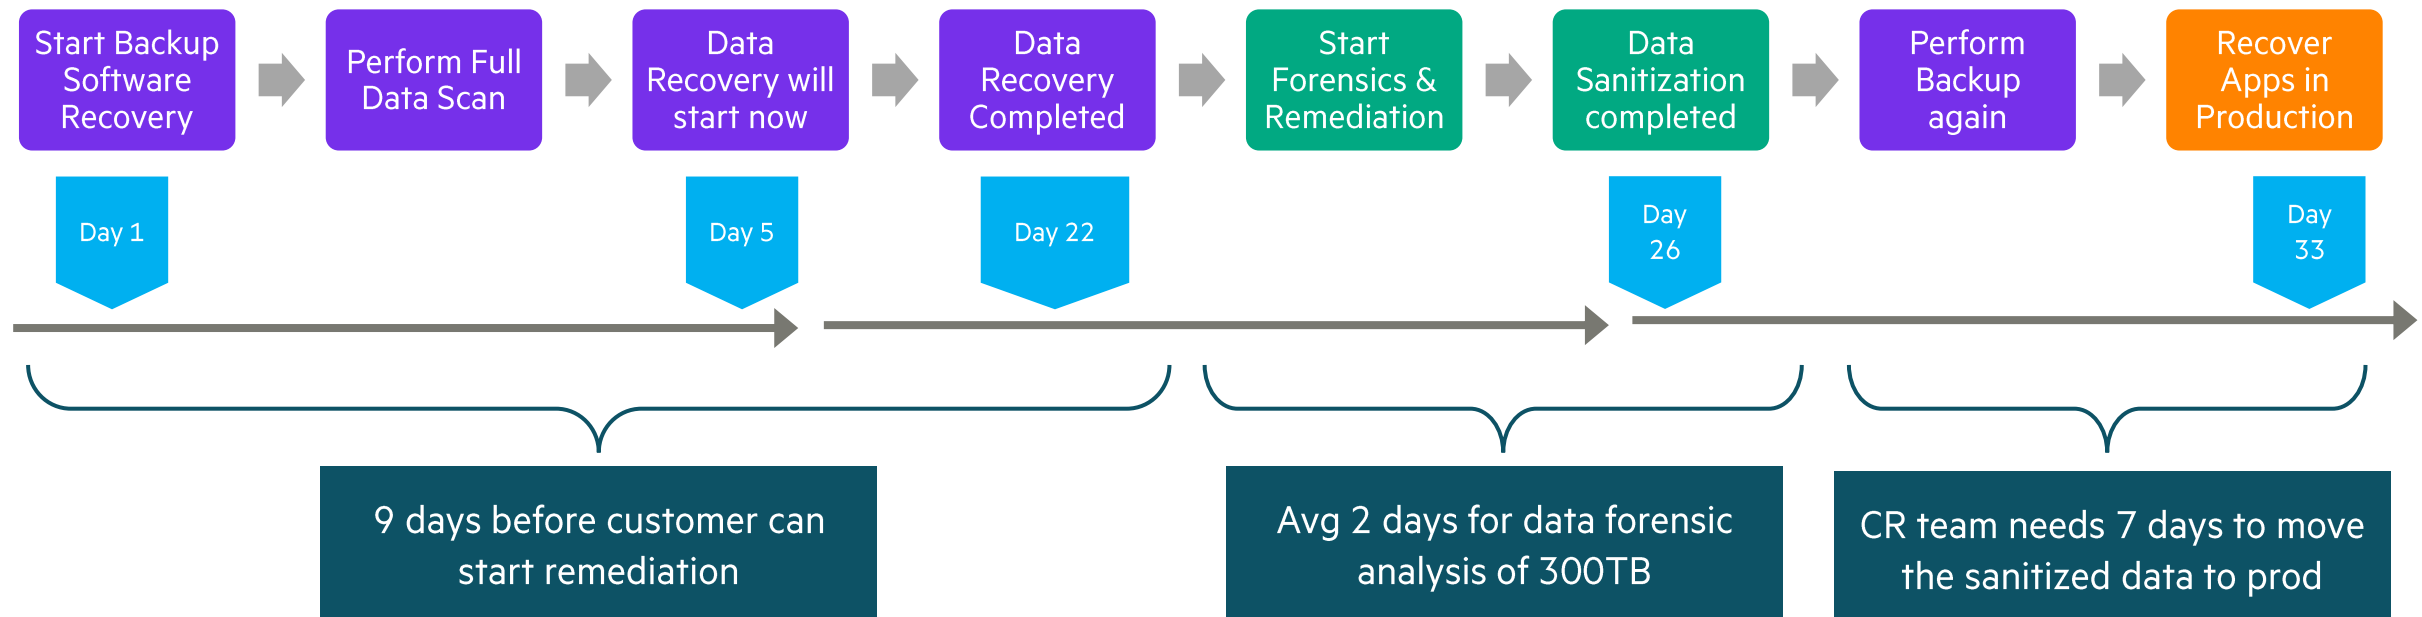 Start Backup
Software
Recovery
Perform Full
Data Scan
Data
Recovery will
start now
Data
Recovery
Completed
Start
Forensics &
Remediation
Data
Sanitization
completed
Perform
Backup
again
Recover
Apps in
Production
Day 1
Day 5
Day 22
Day
26
Day
33
9 days before customer can
start remediation
Avg 2 days for data forensic
analysis of 300TB
CR team needs 7 days to move
the sanitized data to prod